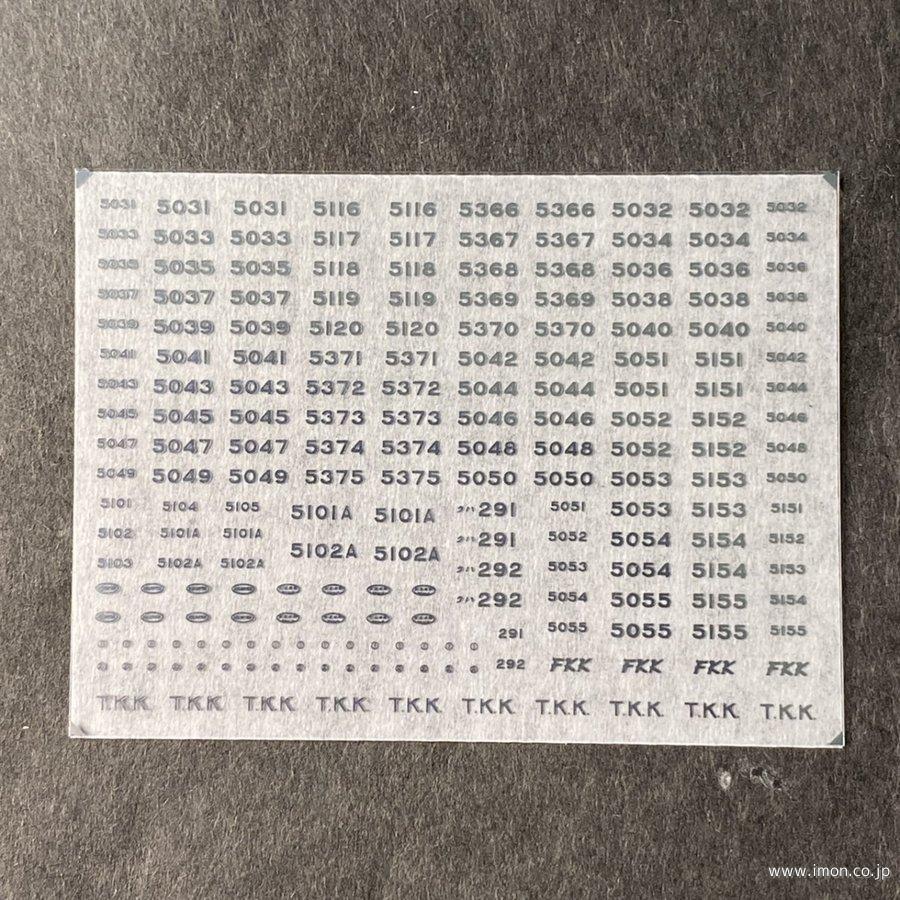 5031 5031 5031 5116 5116 5366 5366 5032 5032 5032
5033 5033 5033 5117 5117 5367 5367 5034 5034 5034
5035 5035 5035 5118 5118 5368 5368 5036 5036 5036
5037 5037 5037 5119 5119 5369 5369 5038 5038 5038
5039 5039 5039 5120 5120 5370 5370 5040 5040 5040
5041 5041 5041 5371 5371 5042 5042 5051 5151 5042
5043 5043 5043 5372 5372 5044 5044 5051 5151 5044
5045 5045 5045 5373 5373 5046 5046 5052 5152 5046
5047 5047 5047 5374 5374 5048 5048 5052 5152 5048
5049 5049 5049 5375 5375 5050 5050 5053 5153 5050
5101 5104 5105 5101A 5101A クハ291 5051 5053 5153 5151
5102 5101A 5101A クハ291 5052 5054 5154 5152
5103 5102A 5102A 5102A 5102A クハ292 5053 5054 5154 5153
クハ292 5054 5055 5155 5154
291 5055 5055 5155 5155
292 FKK FKK FKK FKK
T.K.K. T.K.K. T.K.K. T.K.K. T.K.K. T.K.K. T.K.K. T.K.K. T.K.K. T.K.K.
www.imon.co.jp